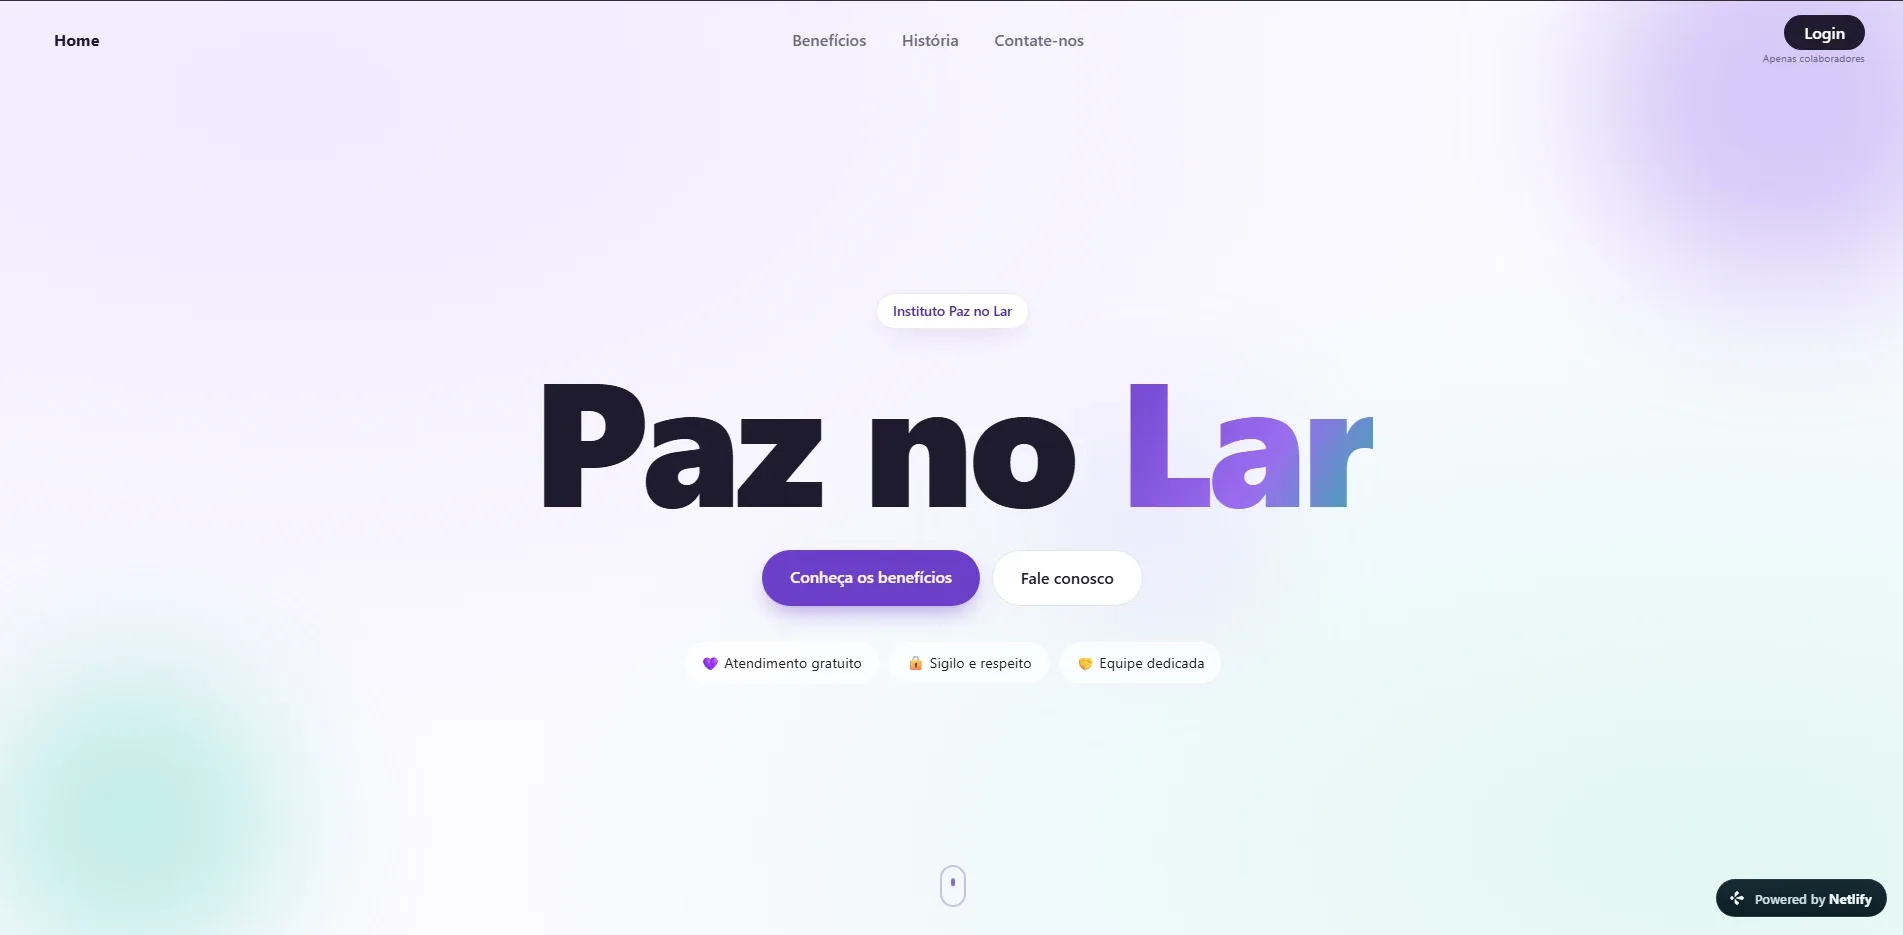 Home
Benefícios
História
Contate-nos
Login
Apenas colaboradores
Instituto Paz no Lar
Paz no Lar
Conheça os benefícios
Fale conosco
💜 Atendimento gratuito
🔒 Sigilo e respeito
🤝 Equipe dedicada
Powered by Netlify